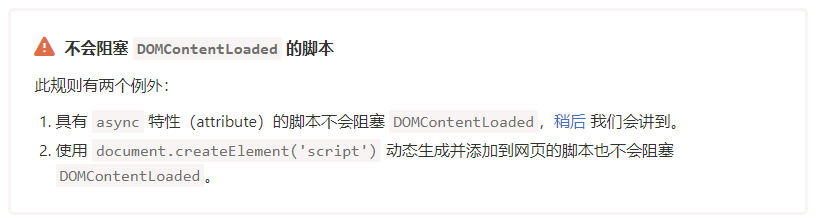 不会阻塞 DOMContentLoaded 的脚本
此规则有两个例外：
1. 具有 async 特性（attribute）的脚本不会阻塞 DOMContentLoaded，稍后 我们会讲到。
2. 使用 document.createElement('script') 动态生成并添加到网页的脚本也不会阻塞
DOMContentLoaded。